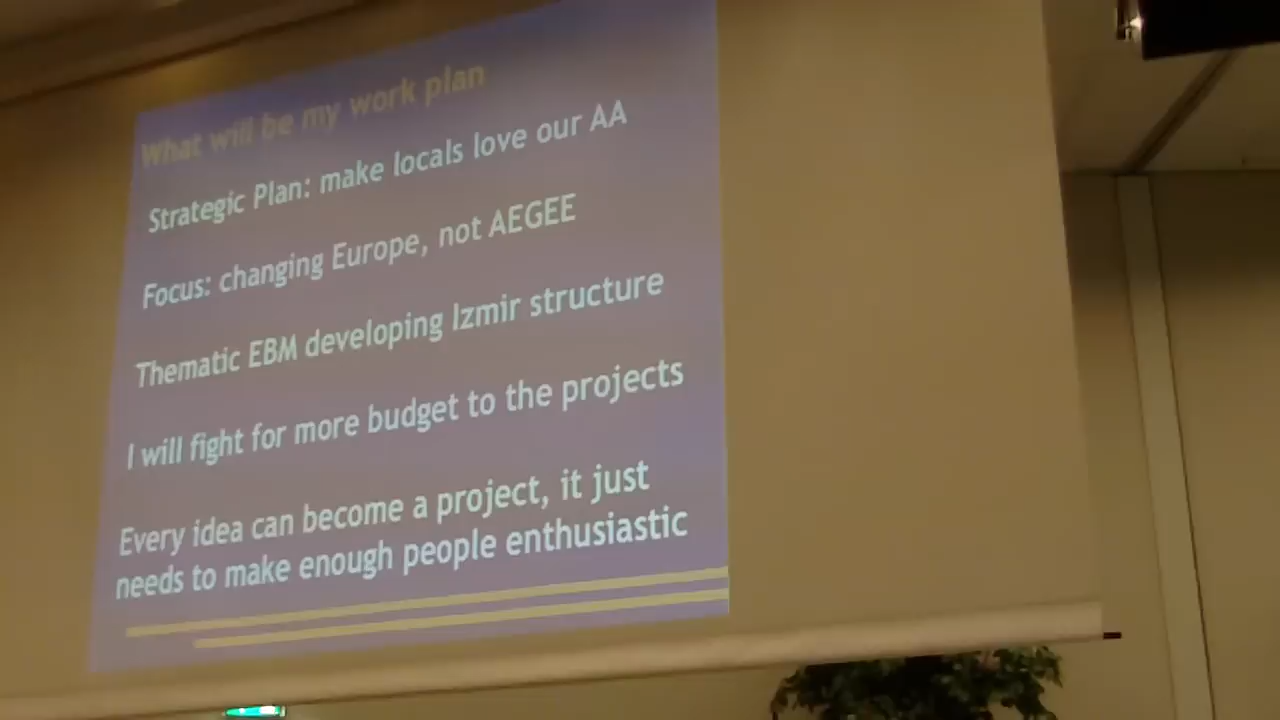 What will be my work plan
Strategic Plan: make locals love our AA
Focus: changing Europe, not AEGEE
Thematic EBM developing Izmir structure
I will fight for more budget to the projects
Every idea can become a project, it just
needs to make enough people enthusiastic